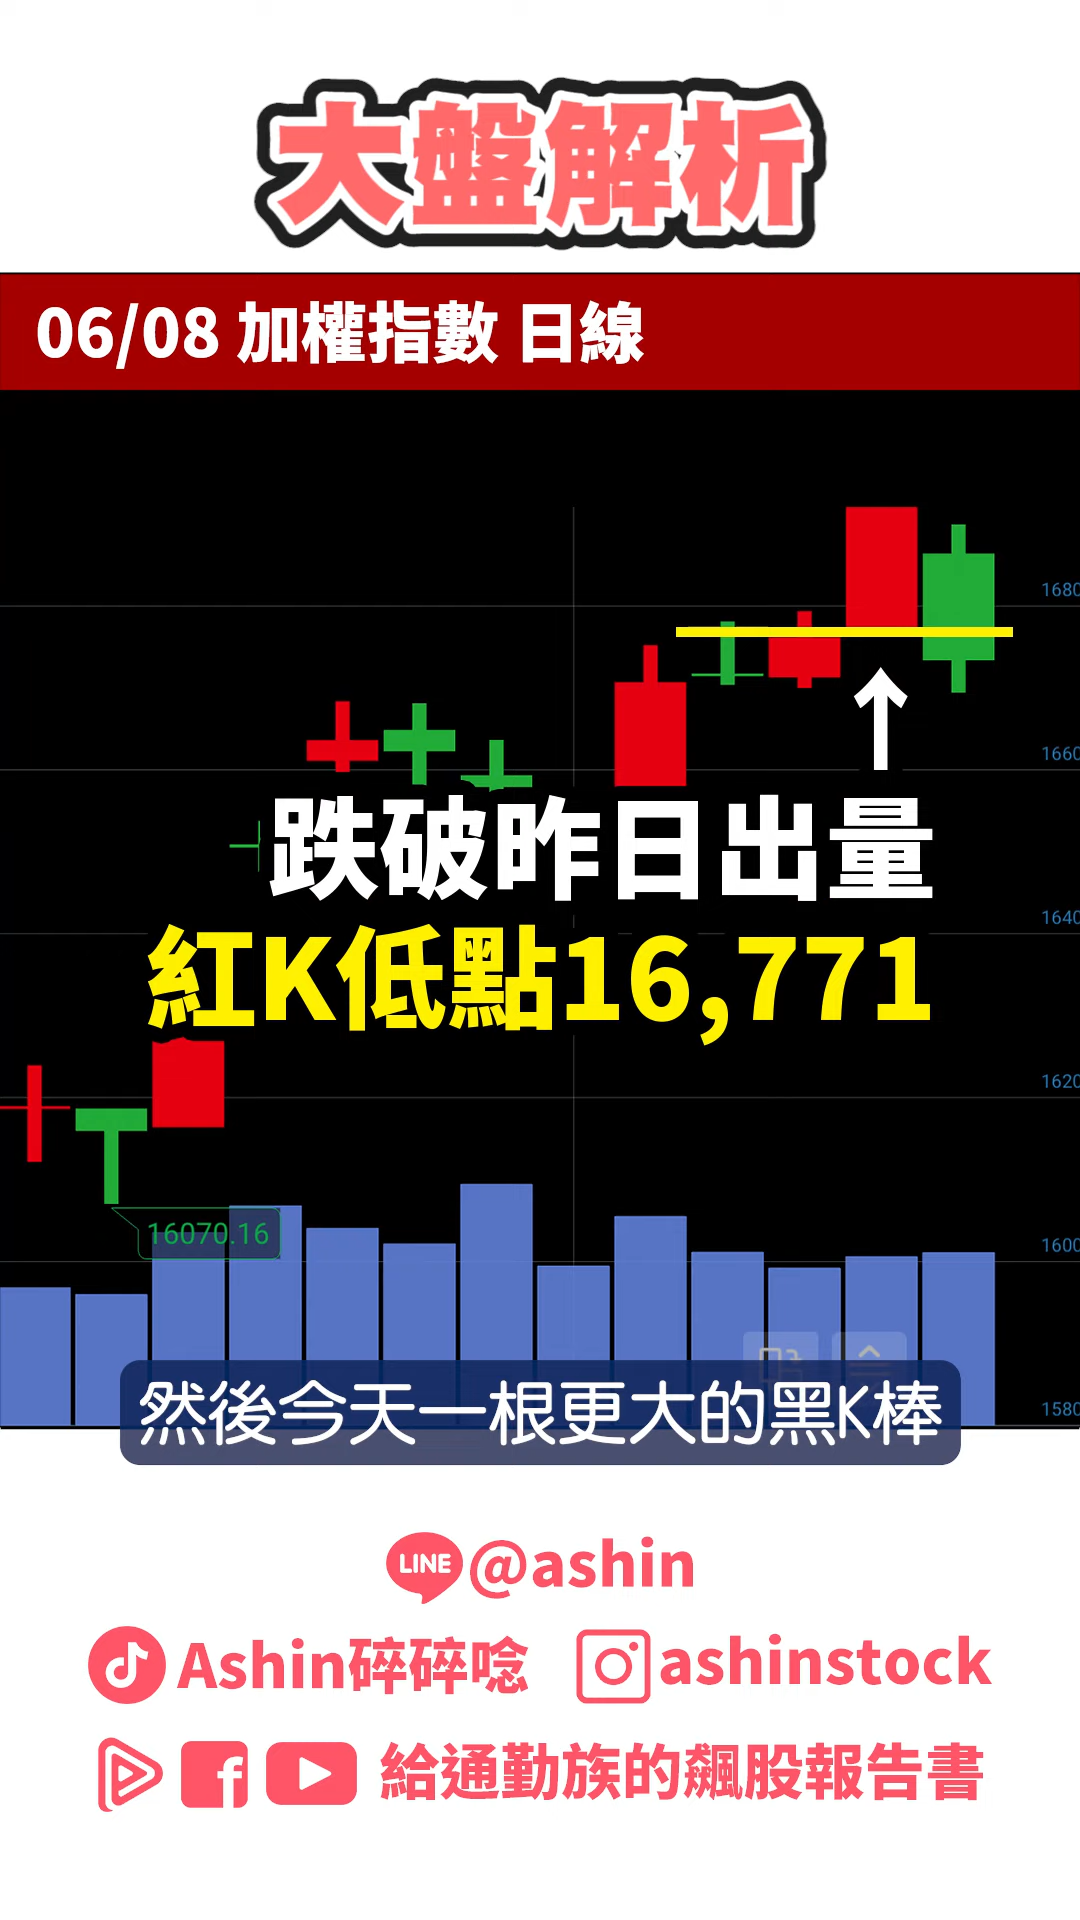 大盤解析
06/08 加權指數 日線
1680
1660
跌破昨日出量
1640
紅K低點16,771
1620
16070.16
1600
1580
然後今天一根更大的黑K棒
LINE @ashin
Ashin碎碎唸 ashinstock
給通勤族的飆股報告書